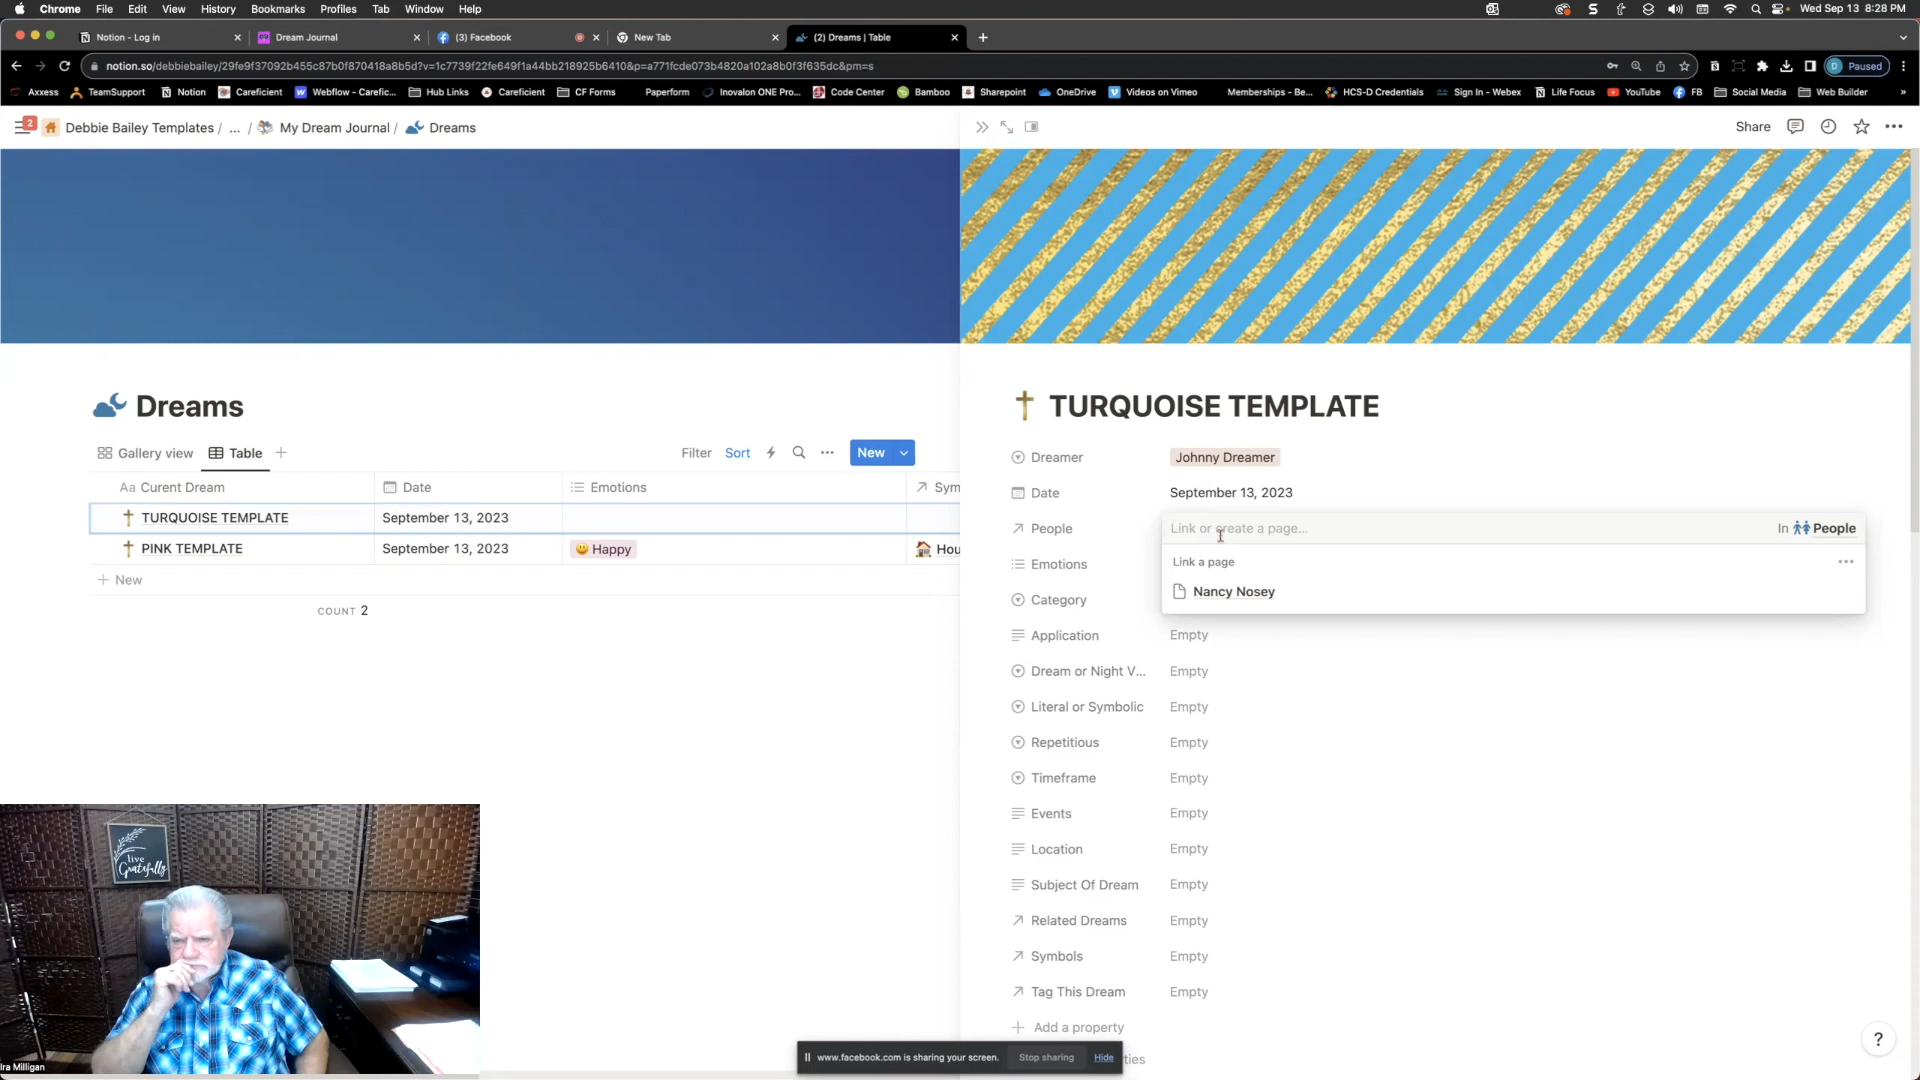 Chrome File Edit View History Bookmarks Profiles Tab Window Help Wed Sep 13 8:28 PM
Notion - Log in Dream Journal (3) Facebook New Tab (2) Dreams | Table
notion.so/debbiebailey/29fe9f37092b455c87b0f870418a8b5d?v=1c7739f22fe649f1a44bb218925b6410&p=a771fcde073b4820a102a8b0f3f635dc&pm=s D Paused
Axxess TeamSupport Notion Careficient Webflow - Carefic... Hub Links Careficient CF Forms Paperform Inovalon ONE Pro... Code Center Bamboo Sharepoint OneDrive Videos on Vimeo Memberships - Be... HCS-D Credentials Sign In - Webex Life Focus YouTube FB Social Media Web Builder »
2 Debbie Bailey Templates / ... / My Dream Journal / Dreams
Share
Dreams
Gallery view Table
Filter Sort New
Aa Curent Dream Date Emotions Sym
TURQUOISE TEMPLATE September 13, 2023
PINK TEMPLATE September 13, 2023 Happy Hou
New
COUNT 2
TURQUOISE TEMPLATE
Dreamer Johnny Dreamer
Date September 13, 2023
People Link or create a page... In People
Link a page
Emotions
Nancy Nosey
Category
Application Empty
Dream or Night V... Empty
Literal or Symbolic Empty
Repetitious Empty
Timeframe Empty
Events Empty
Location Empty
Subject Of Dream Empty
Related Dreams Empty
Symbols Empty
Tag This Dream Empty
Add a property
ties
?
live
Gratefully
Ira Milligan
www.facebook.com is sharing your screen. Stop sharing Hide